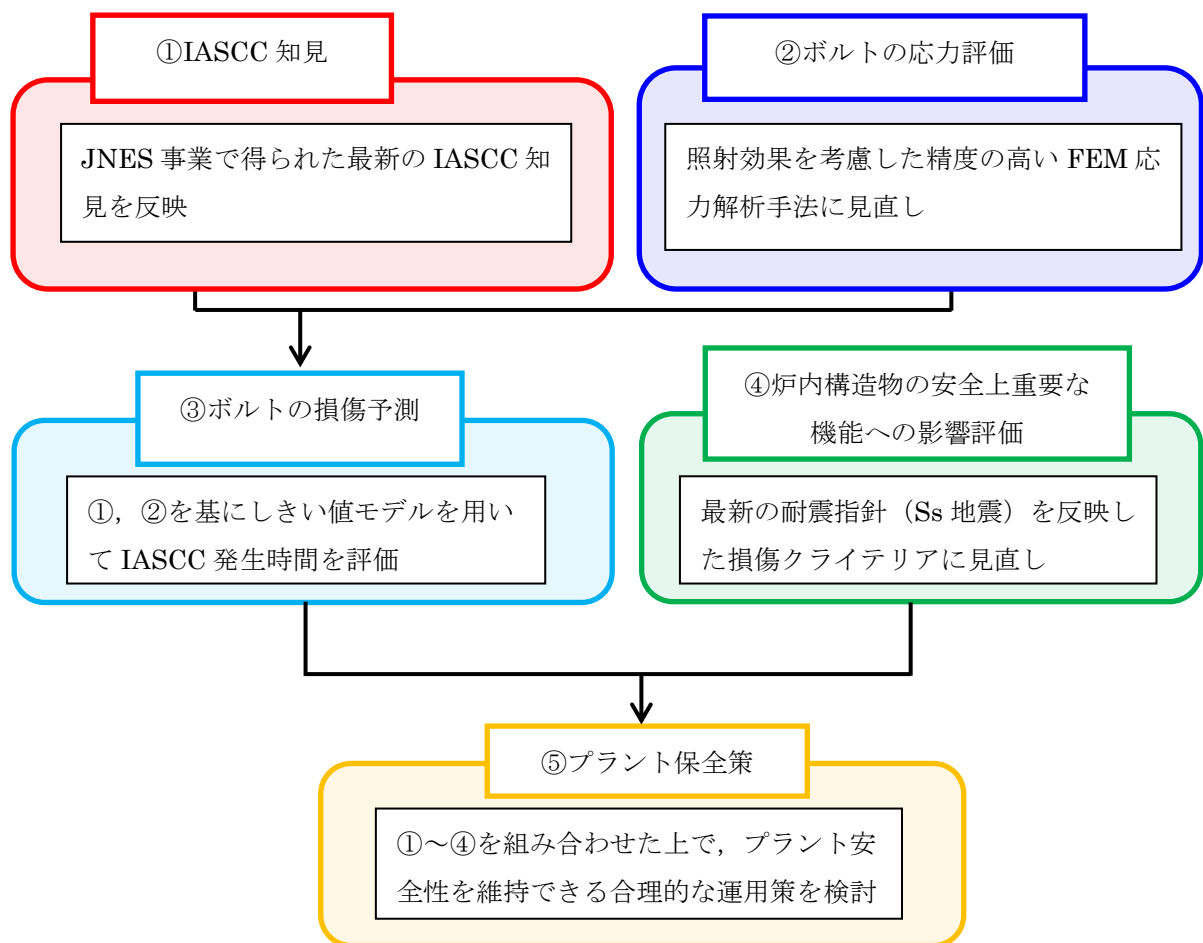 ①IASCC 知見
JNES 事業で得られた最新の IASCC 知
見を反映
②ボルトの応力評価
照射効果を考慮した精度の高い FEM 応
力解析手法に見直し
③ボルトの損傷予測
①，②を基にしきい値モデルを用い
て IASCC 発生時間を評価
④炉内構造物の安全上重要な
機能への影響評価
最新の耐震指針（Ss 地震）を反映し
た損傷クライテリアに見直し
⑤プラント保全策
①～④を組み合わせた上で，プラント安
全性を維持できる合理的な運用策を検討